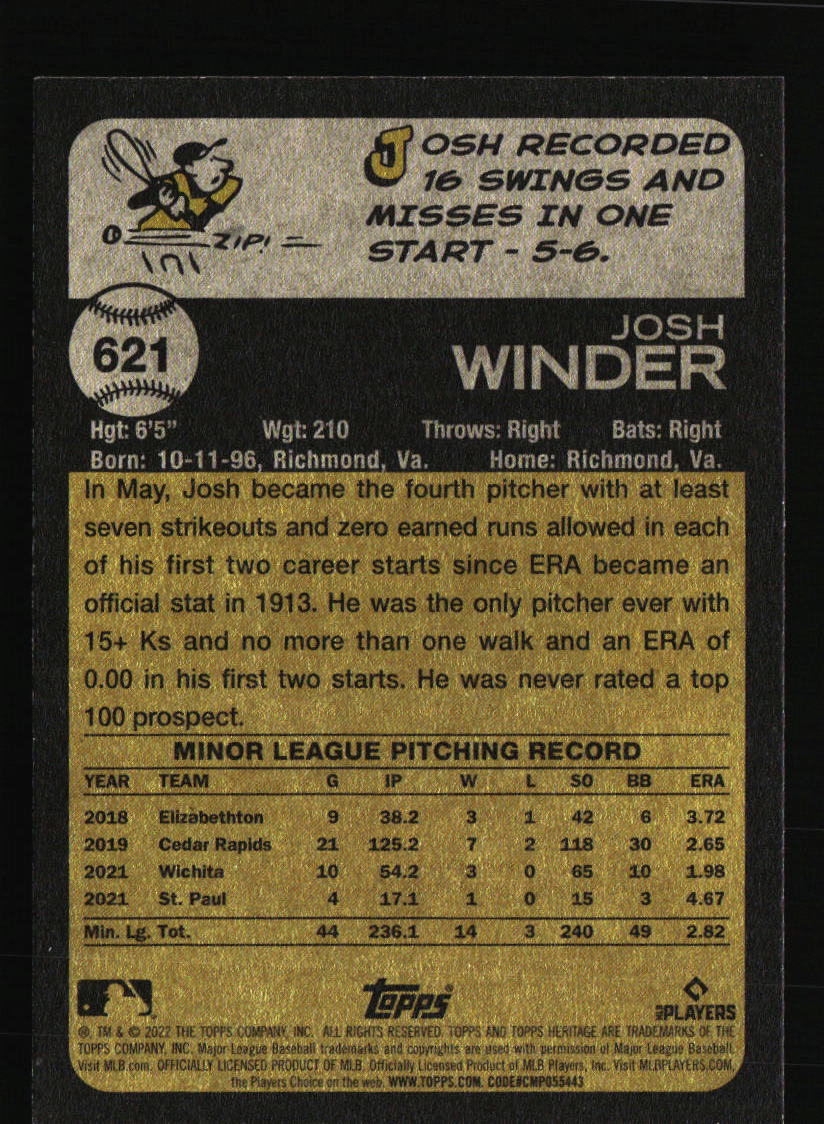 JOSH RECORDED
16 SWINGS AND
MISSES IN ONE
START - 5-6.
ZIP!
621
JOSH
WINDER
Hgt: 6'5" Wgt: 210 Throws: Right Bats: Right
Born: 10-11-96, Richmond, Va. Home: Richmond, Va.
In May, Josh became the fourth pitcher with at least
seven strikeouts and zero earned runs allowed in each
of his first two career starts since ERA became an
official stat in 1913. He was the only pitcher ever with
15+ Ks and no more than one walk and an ERA of
0.00 in his first two starts. He was never rated a top
100 prospect.
MINOR LEAGUE PITCHING RECORD
YEAR TEAM G IP W L SO BB ERA
2018 Elizabethton 9 38.2 3 1 42 6 3.72
2019 Cedar Rapids 21 125.2 7 2 118 30 2.65
2021 Wichita 10 54.2 3 0 65 10 1.98
2021 St. Paul 4 17.1 1 0 15 3 4.67
Min. Lg. Tot. 44 236.1 14 3 240 49 2.82
Topps® MLBPLAYERS
®, TM & © 2022 THE TOPPS COMPANY, INC. ALL RIGHTS RESERVED. TOPPS AND TOPPS HERITAGE ARE TRADEMARKS OF THE
TOPPS COMPANY, INC. Major League Baseball trademarks and copyrights are used with permission of Major League Baseball.
Visit MLB.com. OFFICIALLY LICENSED PRODUCT OF MLB. Officially Licensed Product of MLB Players, Inc. Visit MLBPLAYERS.COM,
the Players Choice on the web. WWW.TOPPS.COM. CODE#CMP055443